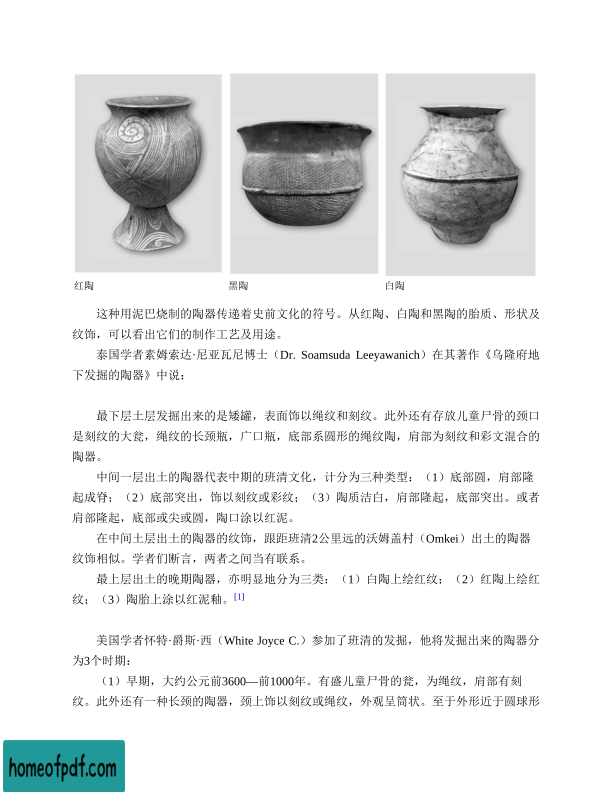 红陶 黑陶 白陶
这种用泥巴烧制的陶器传递着史前文化的符号。从红陶、白陶和黑陶的胎质、形状及
纹饰，可以看出它们的制作工艺及用途。
泰国学者素姆索达·尼亚瓦尼博士（Dr. Soamsuda Leeyawanich）在其著作《乌隆府地
下发掘的陶器》中说：
最下层土层发掘出来的是矮罐，表面饰以绳纹和刻纹。此外还有存放儿童尸骨的颈口
是刻纹的大瓮，绳纹的长颈瓶，广口瓶，底部系圆形的绳纹陶，肩部为刻纹和彩文混合的
陶器。
中间一层出土的陶器代表中期的班清文化，计分为三种类型：（1）底部圆，肩部隆
起成脊；（2）底部突出，饰以刻纹或彩纹；（3）陶质洁白，肩部隆起，底部突出。或者
肩部隆起，底部或尖或圆，陶口涂以红泥。
在中间土层出土的陶器的纹饰，跟距班清2公里远的沃姆盖村（Omkei）出土的陶器
纹饰相似。学者们断言，两者之间当有联系。
最上层出土的晚期陶器，亦明显地分为三类：（1）白陶上绘红纹；（2）红陶上绘红
纹；（3）陶胎上涂以红泥釉。[1]
美国学者怀特·爵斯·西（White Joyce C.）参加了班清的发掘，他将发掘出来的陶器分
为3个时期：
（1）早期，大约公元前3600—前1000年。有盛儿童尸骨的瓮，为绳纹，肩部有刻
纹。此外还有一种长颈的陶器，颈上饰以刻纹或绳纹，外观呈筒状。至于外形近于圆球形
homeofpdf.com